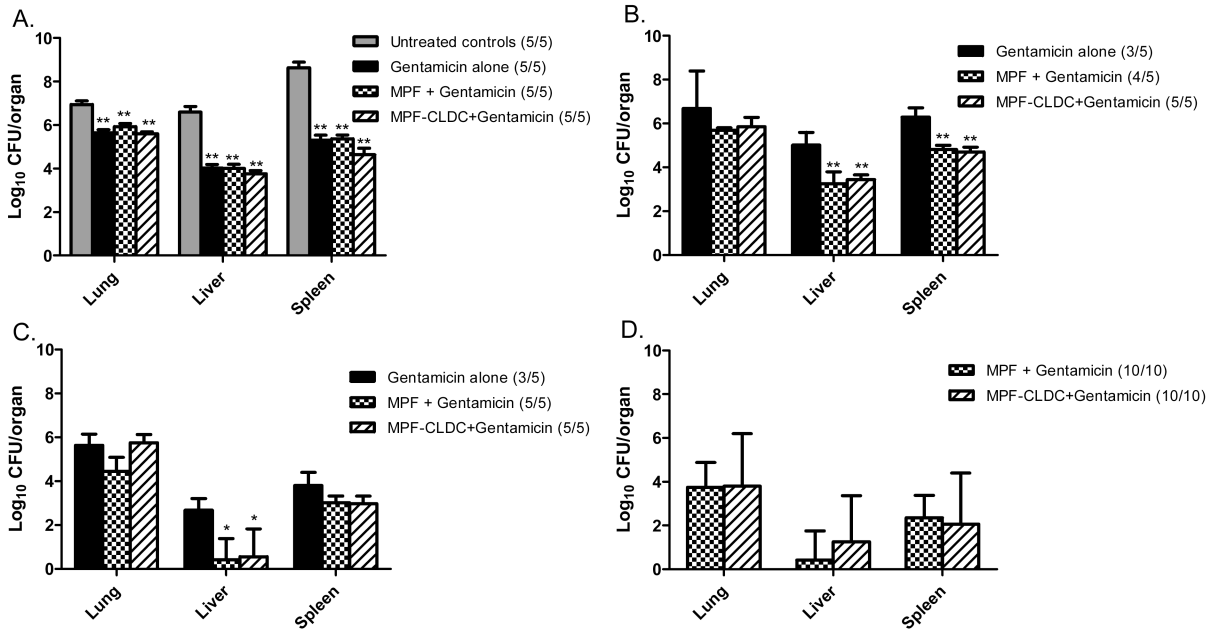 A.
Log10 CFU/organ
10
8
6
4
2
0
Untreated controls (5/5)
Gentamicin alone (5/5)
MPF + Gentamicin (5/5)
MPF-CLDC+Gentamicin (5/5)
** ** **
** ** **
** ** **
Lung Liver Spleen
B.
Log10 CFU/organ
10
8
6
4
2
0
Gentamicin alone (3/5)
MPF + Gentamicin (4/5)
MPF-CLDC+Gentamicin (5/5)
** **
** **
Lung Liver Spleen
C.
Log10 CFU/organ
10
8
6
4
2
0
Gentamicin alone (3/5)
MPF + Gentamicin (5/5)
MPF-CLDC+Gentamicin (5/5)
* *
Lung Liver Spleen
D.
Log10 CFU/organ
10
8
6
4
2
0
MPF + Gentamicin (10/10)
MPF-CLDC+Gentamicin (10/10)
Lung Liver Spleen